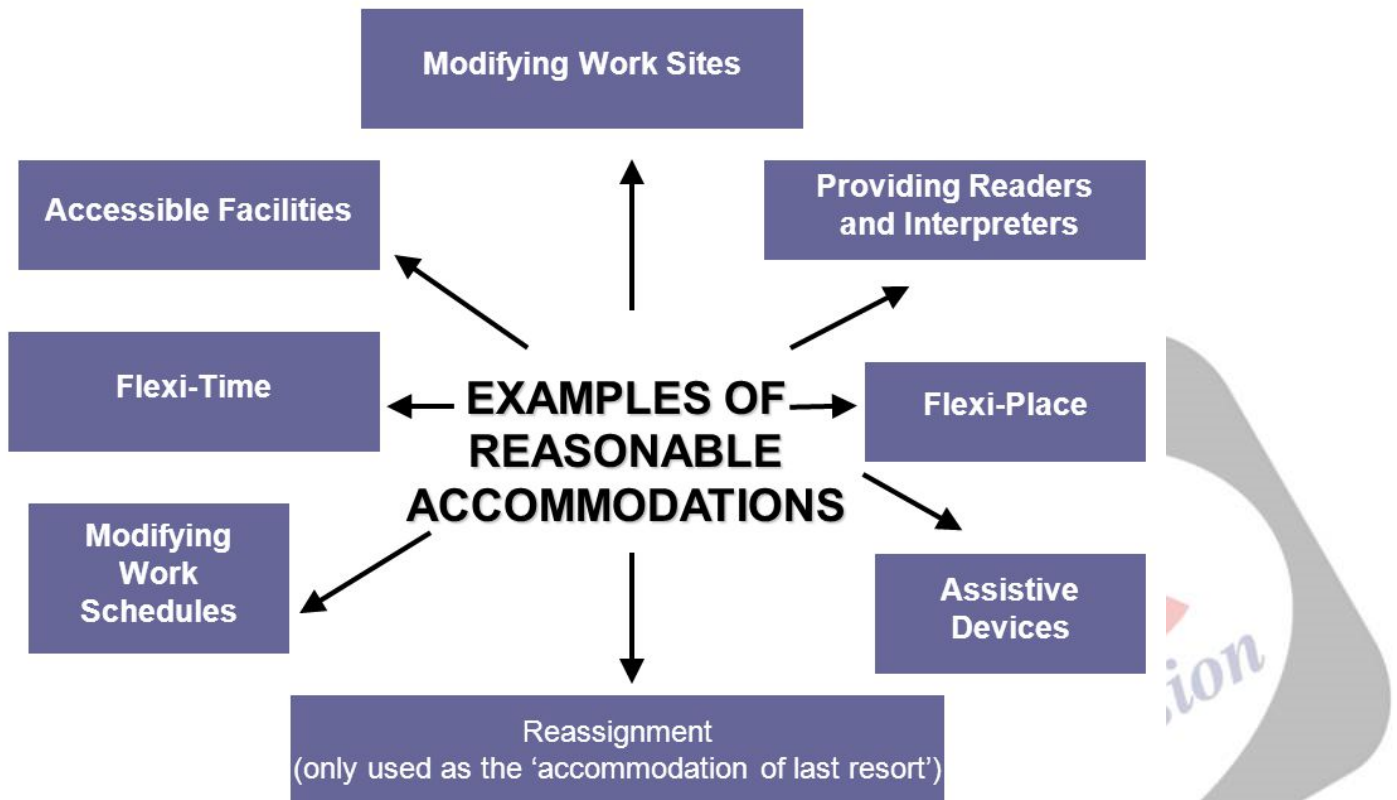 Modifying Work Sites
Accessible Facilities
Providing Readers
and Interpreters
Flexi-Time
EXAMPLES OF
REASONABLE
ACCOMMODATIONS
Flexi-Place
Modifying
Work
Schedules
Assistive
Devices
Reassignment
(only used as the ‘accommodation of last resort’)